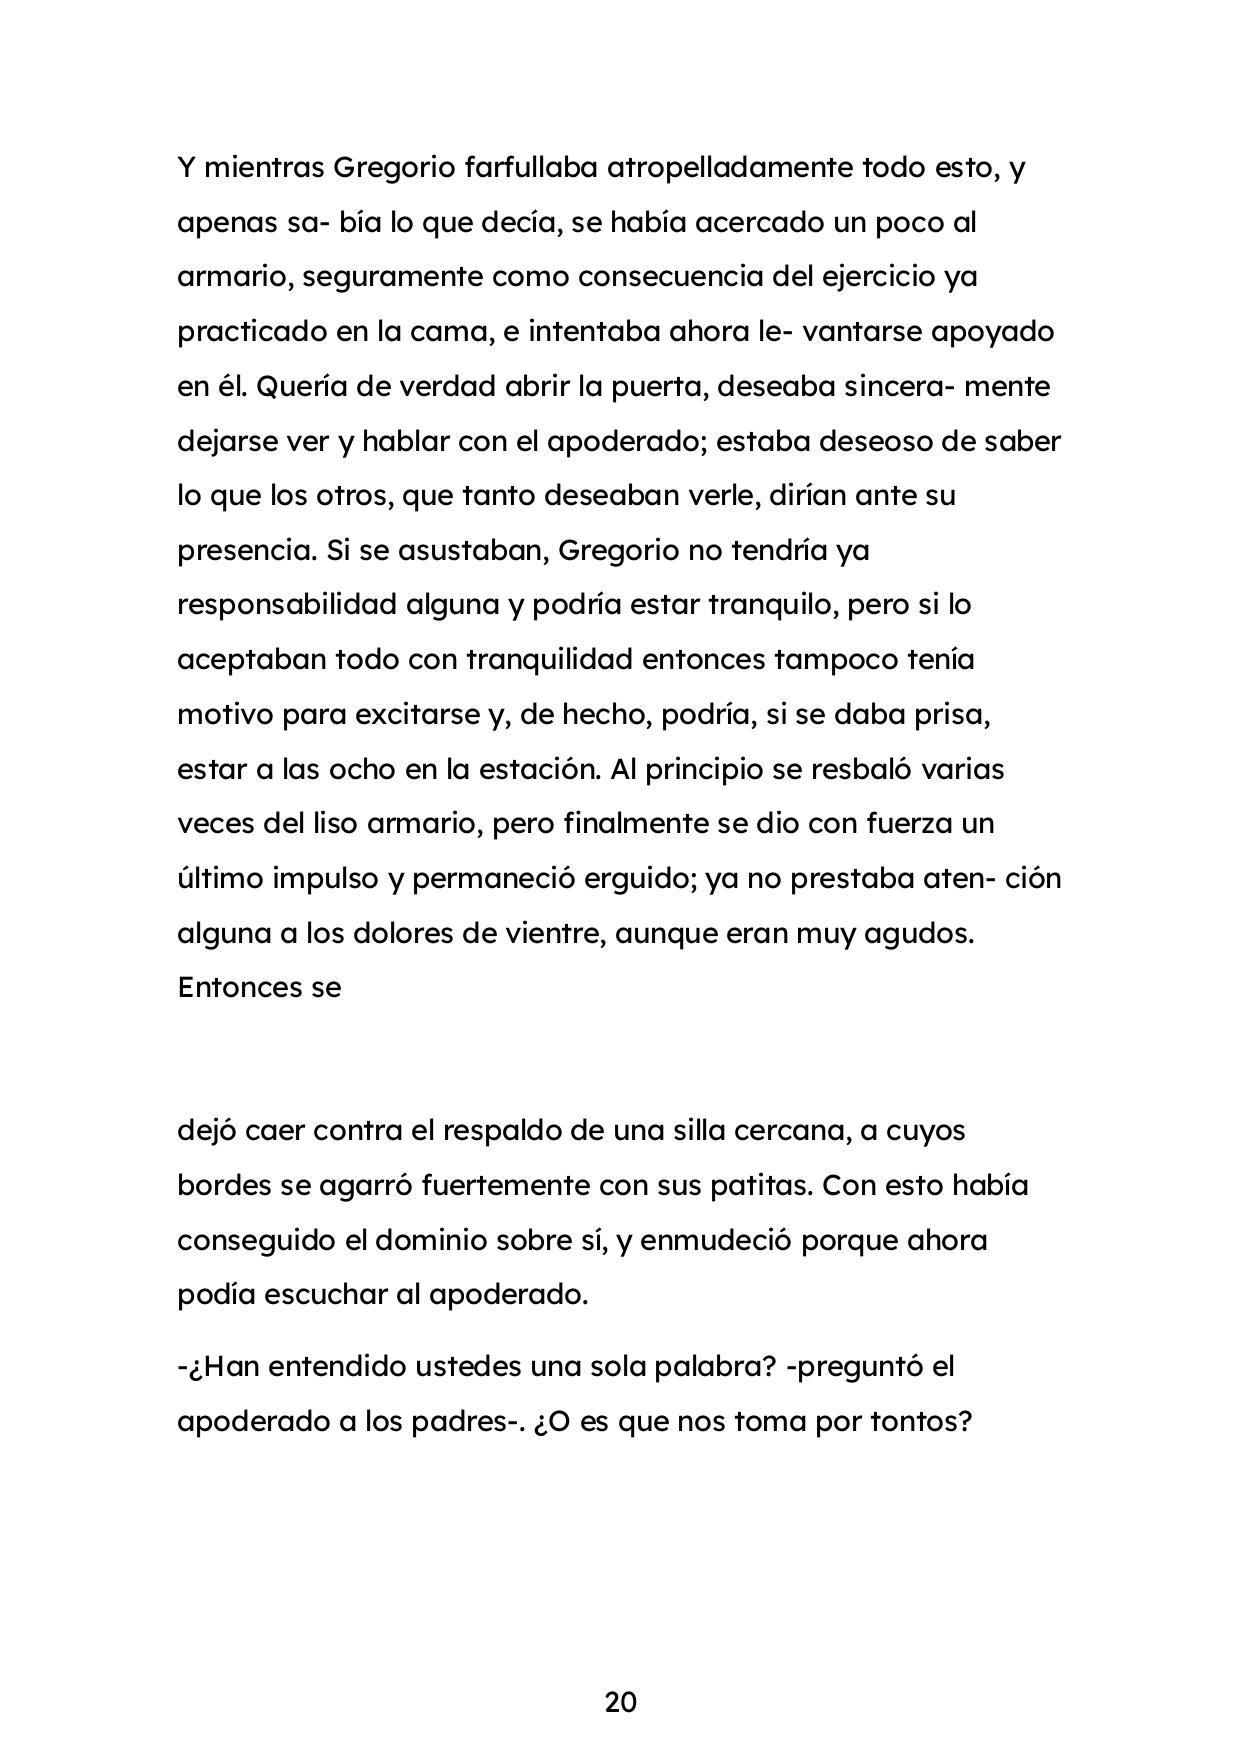 Y mientras Gregorio farfullaba atropelladamente todo esto, y
apenas sa- bía lo que decía, se había acercado un poco al
armario, seguramente como consecuencia del ejercicio ya
practicado en la cama, e intentaba ahora le- vantarse apoyado
en él. Quería de verdad abrir la puerta, deseaba sincera- mente
dejarse ver y hablar con el apoderado; estaba deseoso de saber
lo que los otros, que tanto deseaban verle, dirían ante su
presencia. Si se asustaban, Gregorio no tendría ya
responsabilidad alguna y podría estar tranquilo, pero si lo
aceptaban todo con tranquilidad entonces tampoco tenía
motivo para excitarse y, de hecho, podría, si se daba prisa,
estar a las ocho en la estación. Al principio se resbaló varias
veces del liso armario, pero finalmente se dio con fuerza un
último impulso y permaneció erguido; ya no prestaba aten- ción
alguna a los dolores de vientre, aunque eran muy agudos.
Entonces se
dejó caer contra el respaldo de una silla cercana, a cuyos
bordes se agarró fuertemente con sus patitas. Con esto había
conseguido el dominio sobre sí, y enmudeció porque ahora
podía escuchar al apoderado.
-¿Han entendido ustedes una sola palabra? -preguntó el
apoderado a los padres-. ¿O es que nos toma por tontos?
20